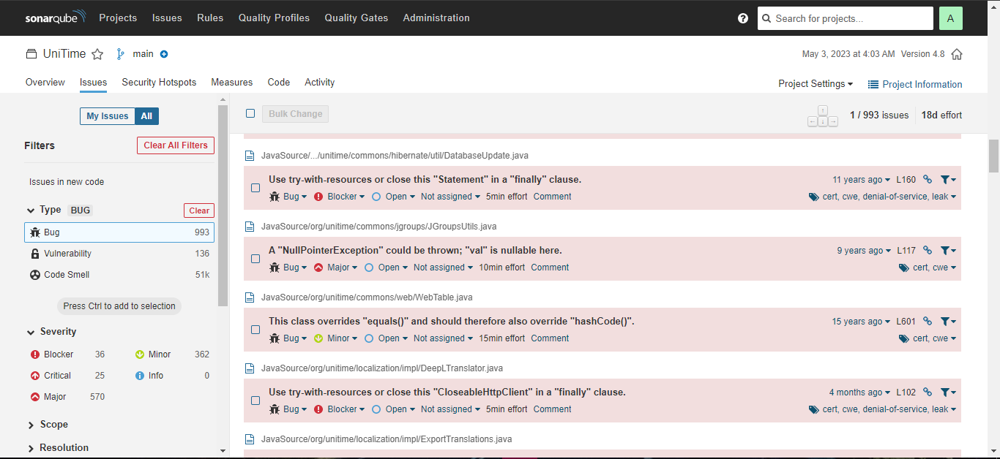 sonarqube Projects Issues Rules Quality Profiles Quality Gates Administration ? Search for projects... A
UniTime main May 3, 2023 at 4:03 AM Version 4.8
Overview Issues Security Hotspots Measures Code Activity Project Settings Project Information
My Issues All
Filters Clear All Filters
Issues in new code
Type BUG Clear
Bug 993
Vulnerability 136
Code Smell 51k
Press Ctrl to add to selection
Severity
Blocker 36 Minor 362
Critical 25 Info 0
Major 570
Scope
Resolution
Bulk Change 1 / 993 issues 18d effort
JavaSource/.../unitime/commons/hibernate/util/DatabaseUpdate.java
Use try-with-resources or close this "Statement" in a "finally" clause. 11 years ago L160
Bug Blocker Open Not assigned 5min effort Comment cert, cwe, denial-of-service, leak
JavaSource/org/unitime/commons/jgroups/JGroupsUtils.java
A "NullPointerException" could be thrown; "val" is nullable here. 9 years ago L117
Bug Major Open Not assigned 10min effort Comment cert, cwe
JavaSource/org/unitime/commons/web/WebTable.java
This class overrides "equals()" and should therefore also override "hashCode()". 15 years ago L601
Bug Minor Open Not assigned 15min effort Comment cert, cwe
JavaSource/org/unitime/localization/impl/DeepLTranslator.java
Use try-with-resources or close this "CloseableHttpClient" in a "finally" clause. 4 months ago L102
Bug Blocker Open Not assigned 5min effort Comment cert, cwe, denial-of-service, leak
JavaSource/org/unitime/localization/impl/ExportTranslations.java